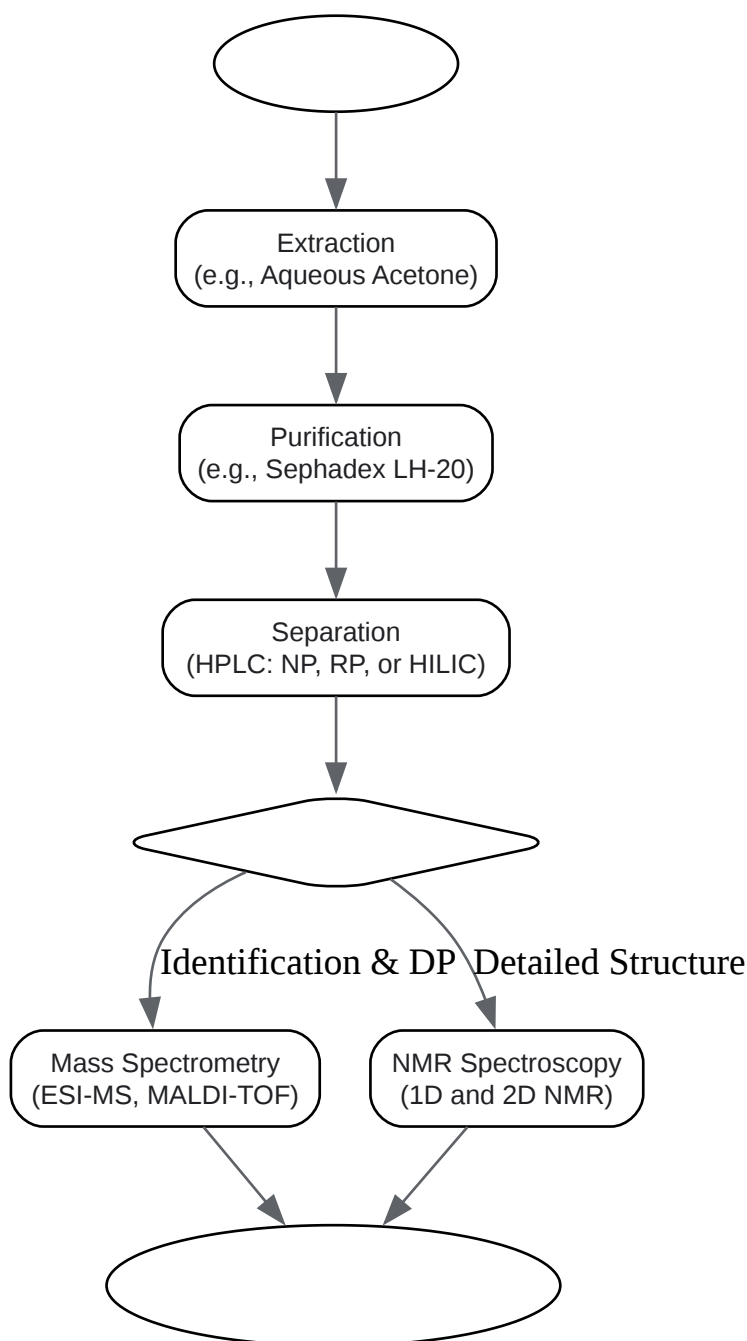 Extraction
(e.g., Aqueous Acetone)
Purification
(e.g., Sephadex LH-20)
Separation
(HPLC: NP, RP, or HILIC)
Identification & DP
Detailed Structure
Mass Spectrometry
(ESI-MS, MALDI-TOF)
NMR Spectroscopy
(1D and 2D NMR)